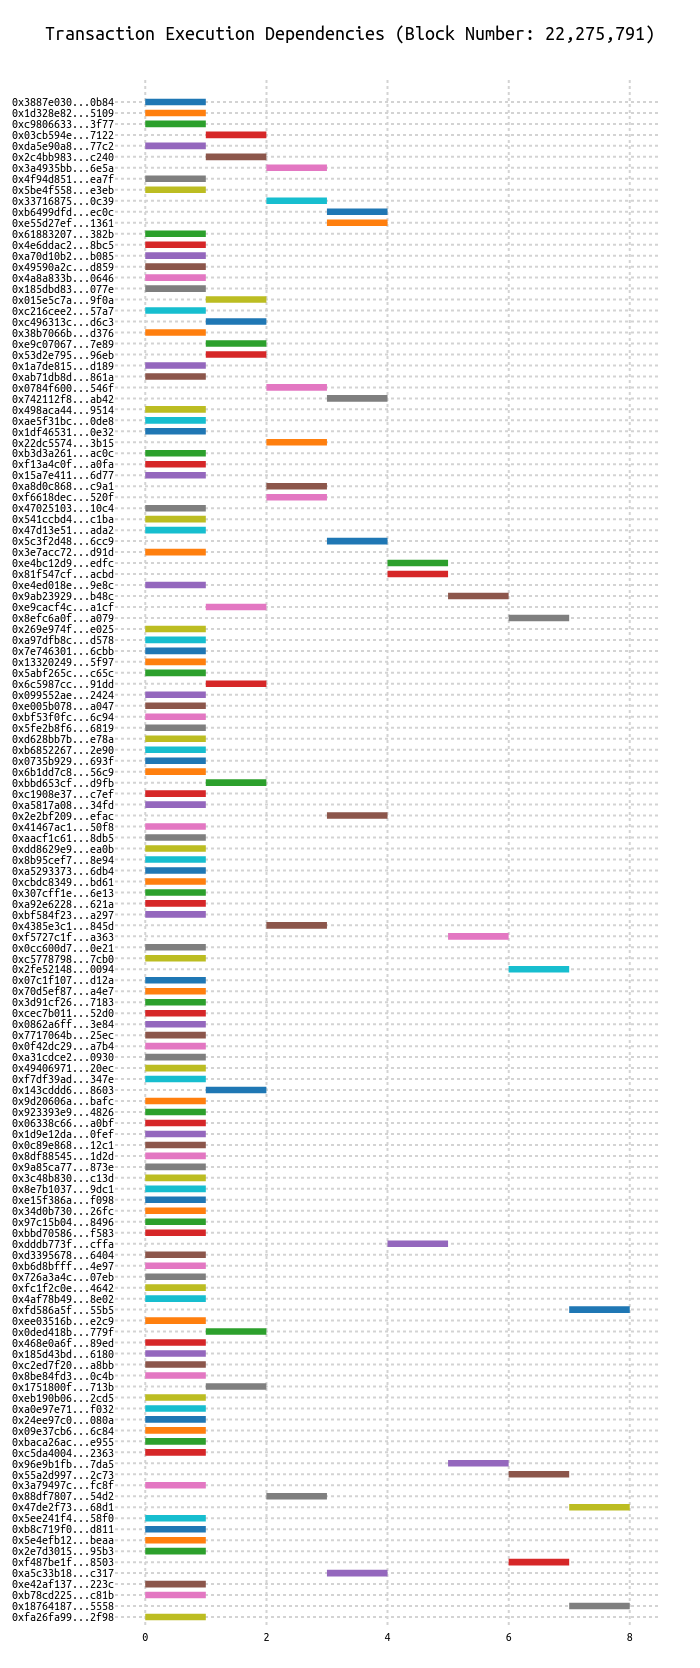 Transaction Execution Dependencies (Block Number: 22,275,791)
0x3887e030...0b84
0x1d328e82...5109
0xc9806633...3f77
0x03cb594e...7122
0xda5e90a8...77c2
0x2c4bb983...c240
0x3a4935bb...6e5a
0x4f94d851...ea7f
0x5be4f558...e3eb
0x33716875...0c39
0xb6499dfd...ec0c
0xe55d27ef...1361
0x61883207...382b
0x4e6ddac2...8bc5
0xa70d10b2...b085
0x49590a2c...d859
0x4a8a833b...0646
0x185dbd83...077e
0x015e5c7a...9f0a
0xc216cee2...57a7
0xc496313c...d6c3
0x38b7066b...d376
0xe9c07067...7e89
0x53d2e795...96eb
0x1a7de815...d189
0xab71db8d...861a
0x0784f600...546f
0x742112f8...ab42
0x498aca44...9514
0xae5f31bc...0de8
0x1df46531...0e32
0x22dc5574...3b15
0xb3d3a261...ac0c
0xf13a4c0f...a0fa
0x15a7e411...6d77
0xa8d0c868...c9a1
0xf6618dec...520f
0x47025103...10c4
0x541ccbd4...c1ba
0x47d13e51...ada2
0x5c3f2d48...6cc9
0x3e7acc72...d91d
0xe4bc12d9...edfc
0x81f547cf...acbd
0xe4ed018e...9e8c
0x9ab23929...b48c
0xe9cacf4c...a1cf
0x8efc6a0f...a079
0x269e974f...e025
0xa97dfb8c...d578
0x7e746301...6cbb
0x13320249...5f97
0x5abf265c...c65c
0x6c5987cc...91dd
0x099552ae...2424
0xe005b078...a047
0xbf53f0fc...6c94
0x5fe2b8f6...6819
0xd628bb7b...e78a
0xb6852267...2e90
0x0735b929...693f
0x6b1dd7c8...56c9
0xbbd653cf...d9fb
0xc1908e37...c7ef
0xa5817a08...34fd
0x2e2bf209...efac
0x41467ac1...50f8
0xaacf1c61...8db5
0xdd8629e9...ea0b
0x8b95cef7...8e94
0xa5293373...6db4
0xcbdc8349...bd61
0x307cff1e...6e13
0xa92e6228...621a
0xbf584f23...a297
0x4385e3c1...845d
0xf5727c1f...a363
0x0cc600d7...0e21
0xc5778798...7cb0
0x2fe52148...0094
0x07c1f107...d12a
0x70d5ef87...a4e7
0x3d91cf26...7183
0xcec7b011...52d0
0x0862a6ff...3e84
0x7717064b...25ec
0x0f42dc29...a7b4
0xa31cdce2...0930
0x49406971...20ec
0xf7df39ad...347e
0x143cddd6...8603
0x9d20606a...bafc
0x923393e9...4826
0x06338c66...a0bf
0x1d9e12da...0fef
0x0c89e868...12c1
0x8df88545...1d2d
0x9a85ca77...873e
0x3c48b830...c13d
0x8e7b1037...9dc1
0xe15f386a...f098
0x34d0b730...26fc
0x97c15b04...8496
0xbbd70586...f583
0xdddb773f...cffa
0xd3395678...6404
0xb6d8bfff...4e97
0x726a3a4c...07eb
0xfc1f2c0e...4642
0x4af78b49...8e02
0xfd586a5f...55b5
0xee03516b...e2c9
0x0ded418b...779f
0x468e0a6f...89ed
0x185d43bd...6180
0xc2ed7f20...a8bb
0x8be84fd3...0c4b
0x1751800f...713b
0xeb190b06...2cd5
0xa0e97e71...f032
0x24ee97c0...080a
0x09e37cb6...6c84
0xbaca26ac...e955
0xc5da4004...2363
0x96e9b1fb...7da5
0x55a2d997...2c73
0x3a79497c...fc8f
0x88df7807...54d2
0x47de2f73...68d1
0x5ee241f4...58f0
0xb8c719f0...d811
0x5e4efb12...beaa
0x2e7d3015...95b3
0xf487be1f...8503
0xa5c33b18...c317
0xe42af137...223c
0xb78cd225...c81b
0x18764187...5558
0xfa26fa99...2f98
0 2 4 6 8